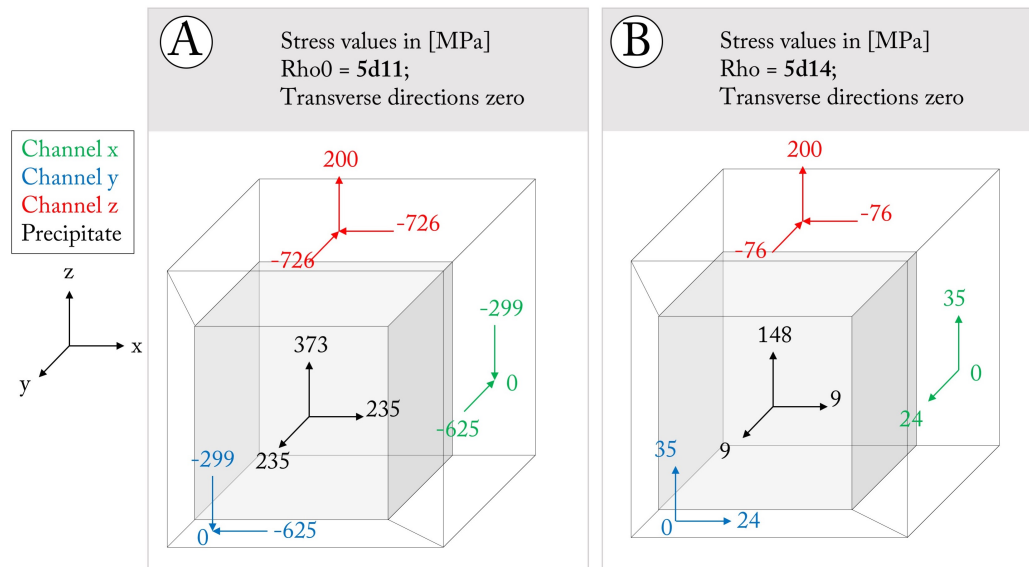 A
Stress values in [MPa]
Rho0 = 5d11;
Transverse directions zero
B
Stress values in [MPa]
Rho = 5d14;
Transverse directions zero
Channel x
Channel y
Channel z
Precipitate
z
x
y
200
-726
-726
-299
0
-625
373
235
235
-299
0
-625
200
-76
-76
35
0
24
148
9
9
35
0
24